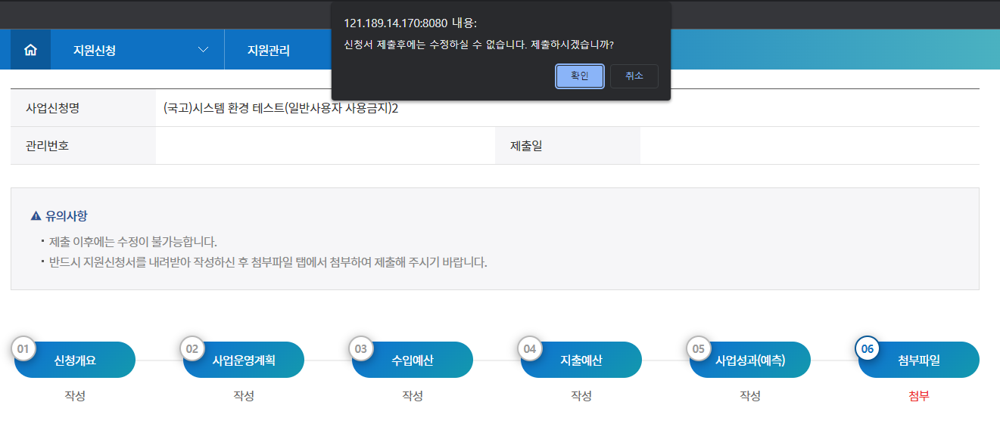 121.189.14.170:8080 내용:
신청서 제출후에는 수정하실 수 없습니다. 제출하시겠습니까?
확인 취소
지원신청 지원관리
사업신청명 (국고)시스템 환경 테스트(일반사용자 사용금지)2
관리번호 제출일
유의사항
· 제출 이후에는 수정이 불가능합니다.
· 반드시 지원신청서를 내려받아 작성하신 후 첨부파일 탭에서 첨부하여 제출해 주시기 바랍니다.
01 신청개요 02 사업운영계획 03 수입예산 04 지출예산 05 사업성과(예측) 06 첨부파일
작성 작성 작성 작성 작성 첨부